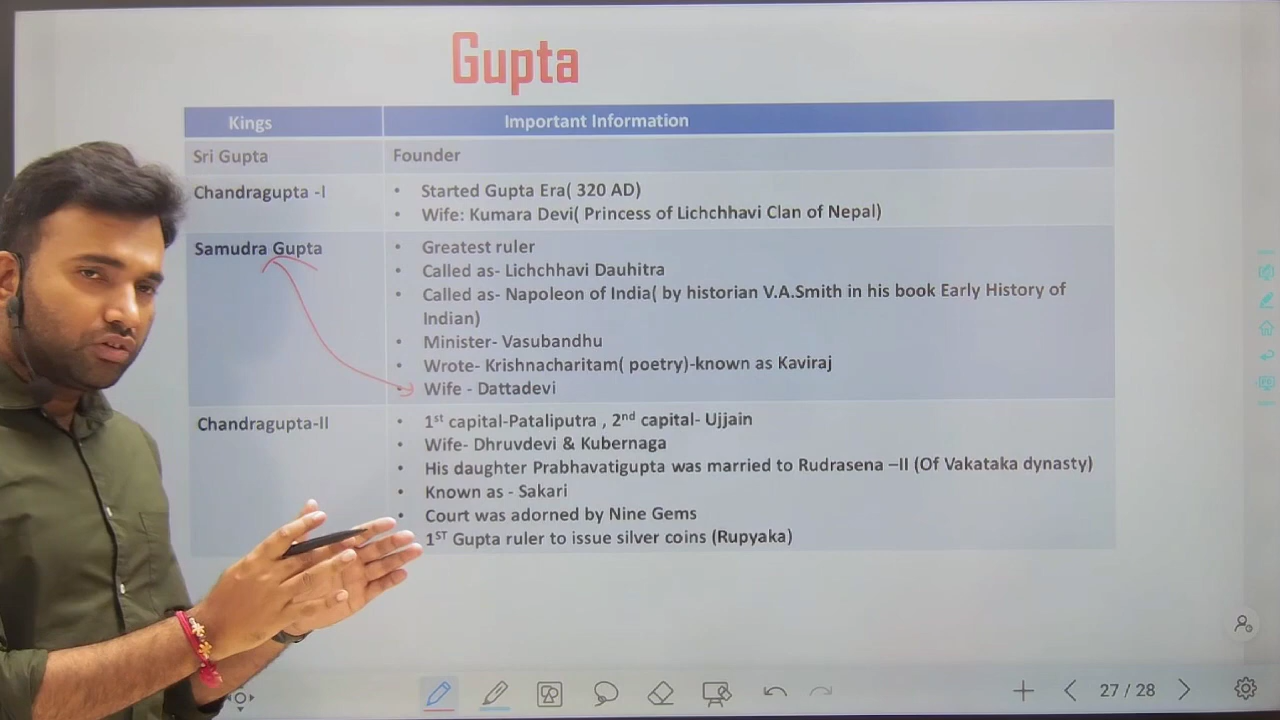 Gupta
Kings Important Information
Sri Gupta Founder
Chandragupta -I • Started Gupta Era( 320 AD)
• Wife: Kumara Devi( Princess of Lichchhavi Clan of Nepal)
Samudra Gupta • Greatest ruler
• Called as- Lichchhavi Dauhitra
• Called as- Napoleon of India( by historian V.A.Smith in his book Early History of
Indian)
• Minister- Vasubandhu
• Wrote- Krishnacharitam( poetry)-known as Kaviraj
• Wife - Dattadevi
Chandragupta-II • 1st capital-Pataliputra , 2nd capital- Ujjain
• Wife- Dhruvdevi & Kubernaga
• His daughter Prabhavatigupta was married to Rudrasena –II (Of Vakataka dynasty)
• Known as - Sakari
• Court was adorned by Nine Gems
1ST Gupta ruler to issue silver coins (Rupyaka)
27 / 28